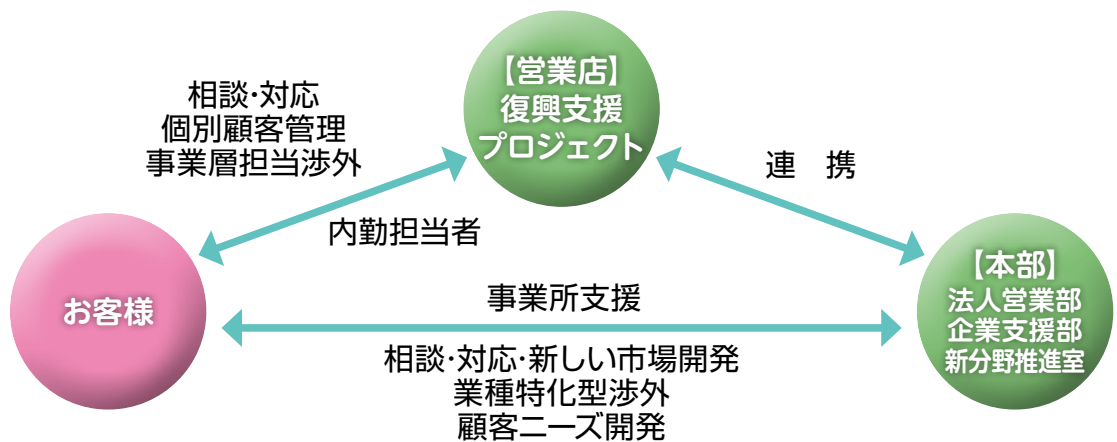 【営業店】
復興支援
プロジェクト
相談・対応
個別顧客管理
事業層担当渉外
連　携
内勤担当者
お客様
事業所支援
【本部】
法人営業部
企業支援部
新分野推進室
相談・対応・新しい市場開発
業種特化型渉外
顧客ニーズ開発